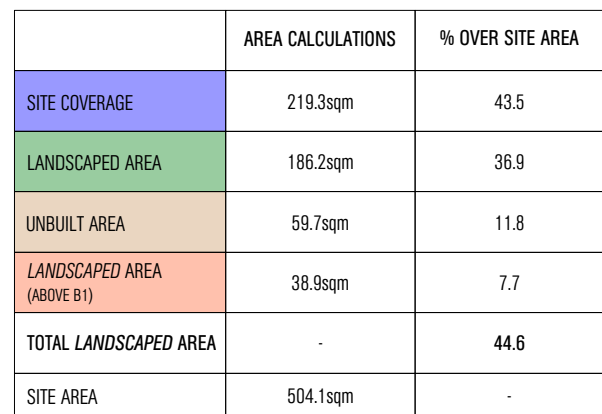 AREA CALCULATIONS % OVER SITE AREA
SITE COVERAGE 219.3sqm 43.5
LANDSCAPED AREA 186.2sqm 36.9
UNBUILT AREA 59.7sqm 11.8
LANDSCAPED AREA
(ABOVE B1) 38.9sqm 7.7
TOTAL LANDSCAPED AREA - 44.6
SITE AREA 504.1sqm -